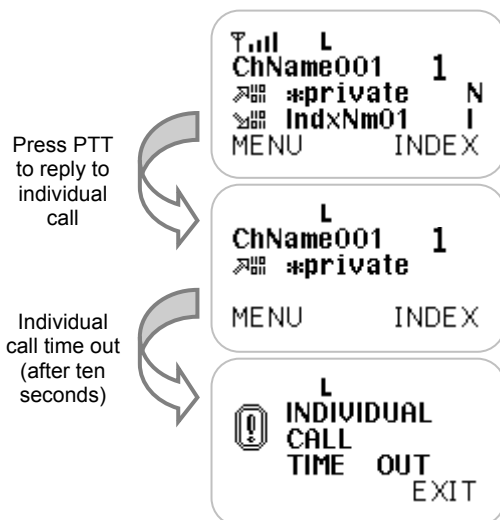 L
ChName001 1
*private N
IndxNm01 I
MENU INDEX
Press PTT
to reply to
individual
call
L
ChName001 1
*private
MENU INDEX
Individual
call time out
(after ten
seconds)
L
INDIVIDUAL
CALL
TIME OUT
EXIT